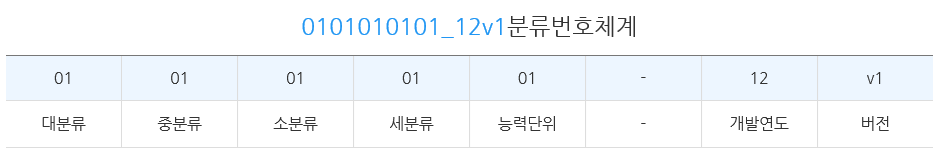 0101010101_12v1분류번호체계
01 01 01 01 01 - 12 v1
대분류 중분류 소분류 세분류 능력단위 - 개발연도 버전